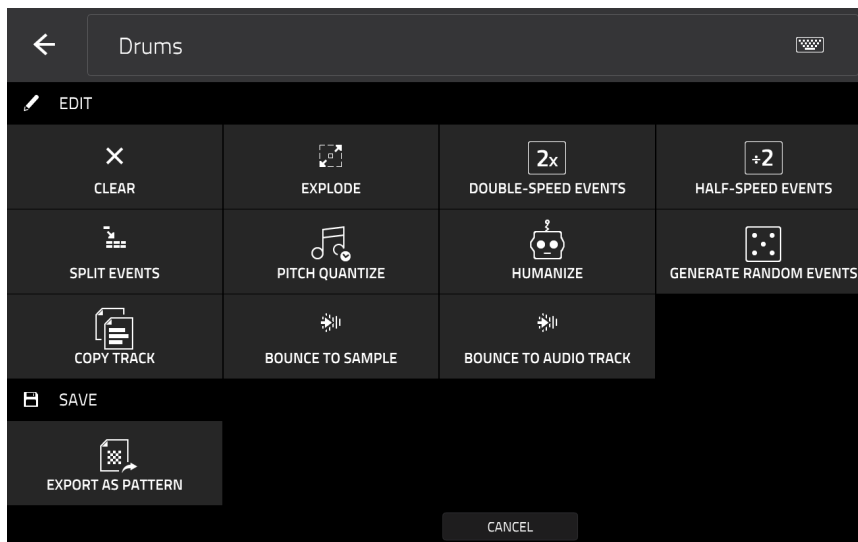 Drums
EDIT
CLEAR
EXPLODE
2x
DOUBLE-SPEED EVENTS
÷2
HALF-SPEED EVENTS
SPLIT EVENTS
PITCH QUANTIZE
HUMANIZE
GENERATE RANDOM EVENTS
COPY TRACK
BOUNCE TO SAMPLE
BOUNCE TO AUDIO TRACK
SAVE
EXPORT AS PATTERN
CANCEL